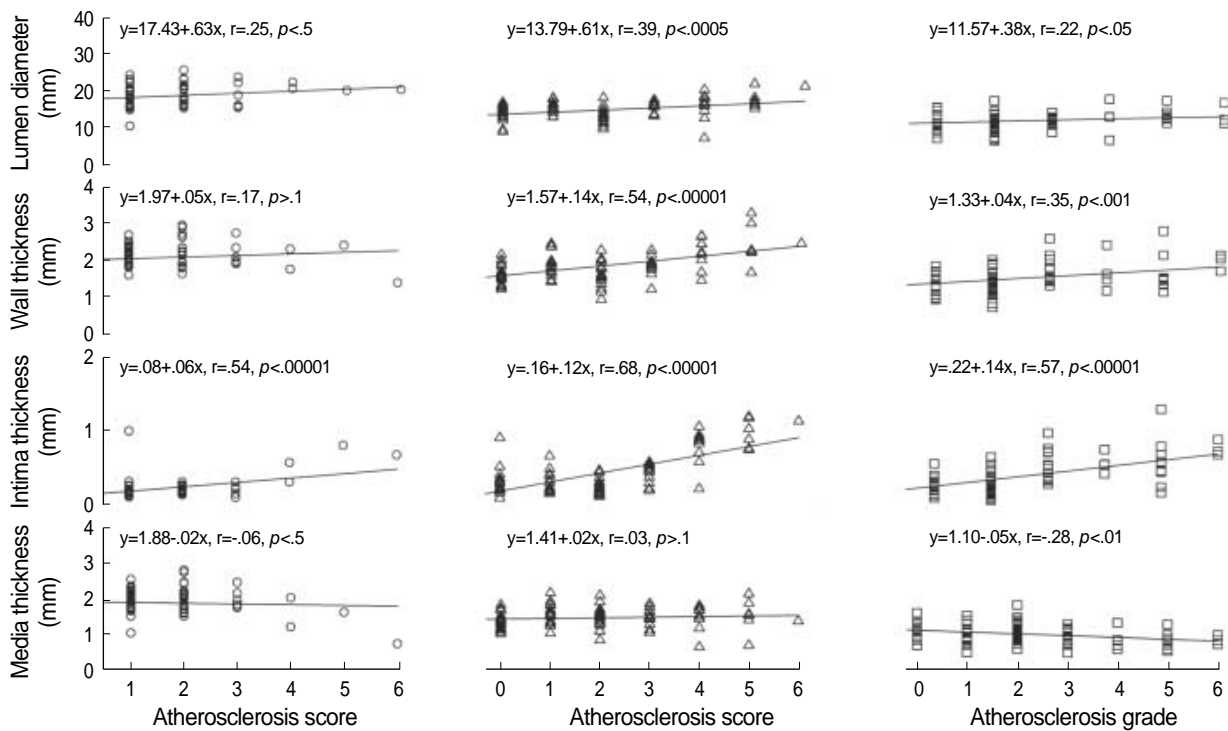 Lumen diameter
(mm)
40
30
20
10
0
y=17.43+.63x, r=.25, p<.5
y=13.79+.61x, r=.39, p<.0005
y=11.57+.38x, r=.22, p<.05
Wall thickness
(mm)
4
3
2
1
0
y=1.97+.05x, r=.17, p>.1
y=1.57+.14x, r=.54, p<.00001
y=1.33+.04x, r=.35, p<.001
Intima thickness
(mm)
2
1
0
y=.08+.06x, r=.54, p<.00001
y=.16+.12x, r=.68, p<.00001
y=.22+.14x, r=.57, p<.00001
Media thickness
(mm)
4
3
2
1
0
y=1.88-.02x, r=-.06, p<.5
y=1.41+.02x, r=.03, p>.1
y=1.10-.05x, r=-.28, p<.01
1 2 3 4 5 6
0 1 2 3 4 5 6
0 1 2 3 4 5 6
Atherosclerosis score
Atherosclerosis score
Atherosclerosis grade